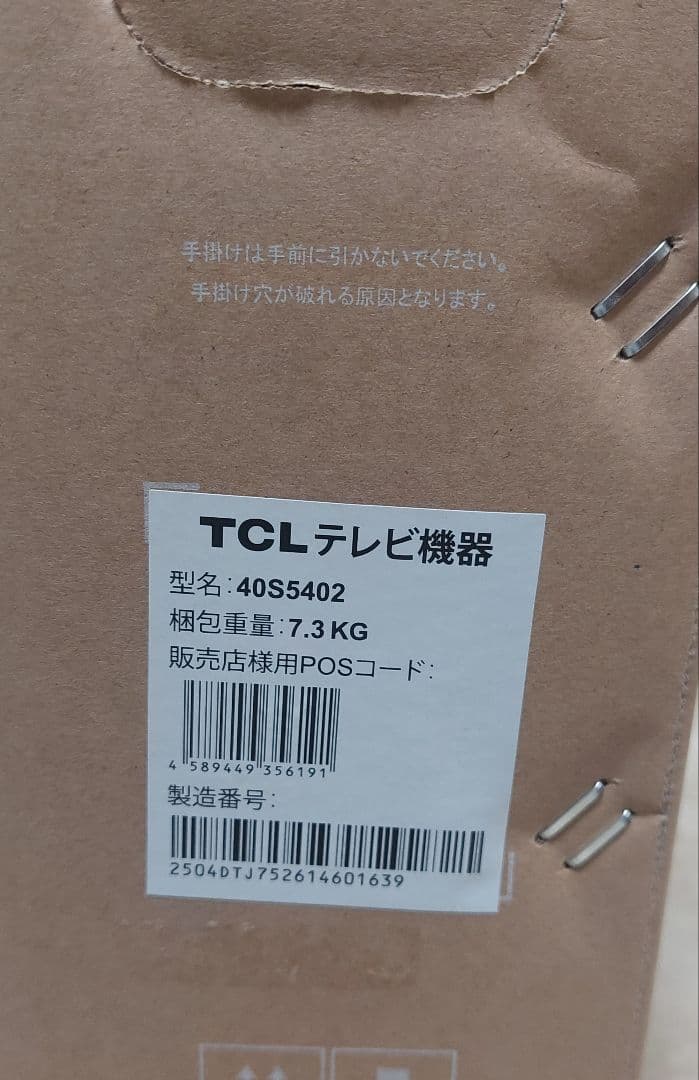 手掛けは手前に引かないでください。
手掛け穴が破れる原因となります。
TCLテレビ機器
型名:40S5402
梱包重量:7.3KG
販売店様用POSコード:
4 589449 356191
製造番号:
2504DTJ752614601639